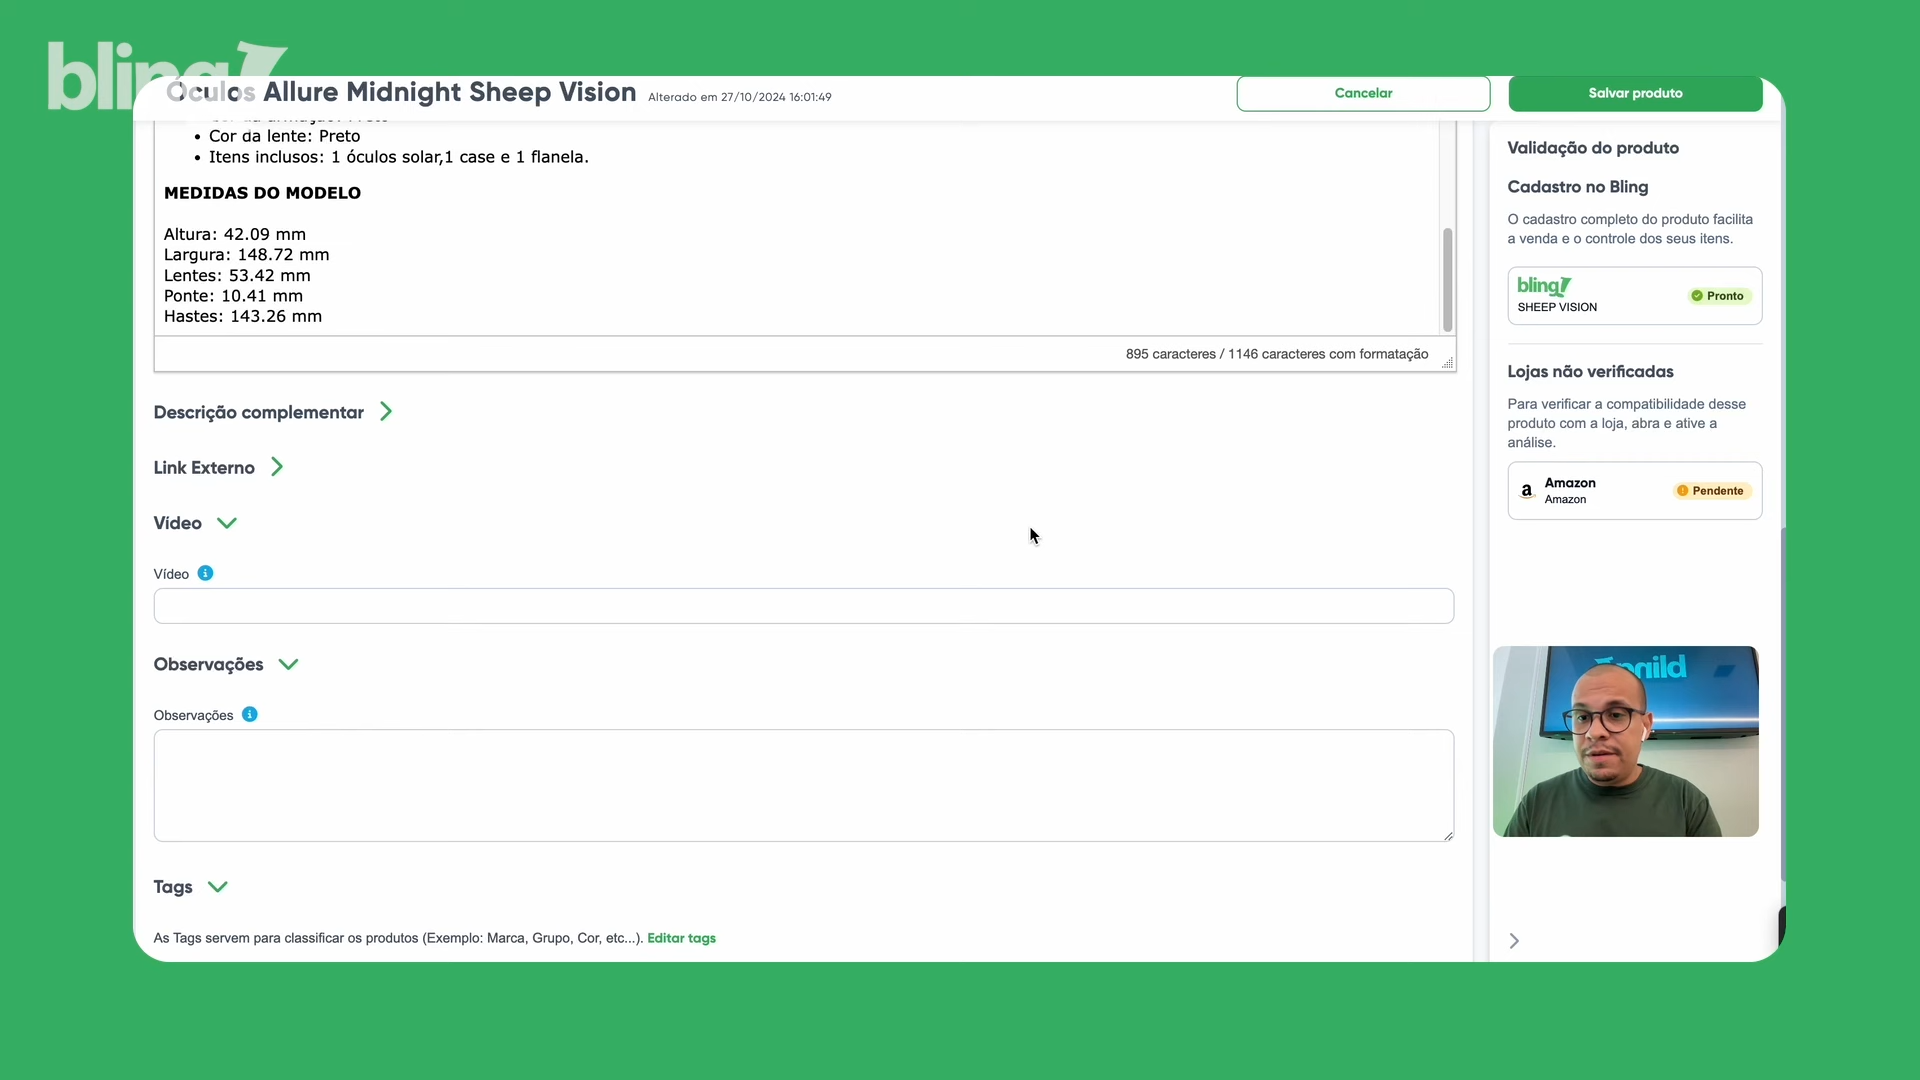 bling
Óculos Allure Midnight Sheep Vision
Alterado em 27/10/2024 16:01:49
Cancelar
Salvar produto
Cor da lente: Preto
Itens inclusos: 1 óculos solar,1 case e 1 flanela.
MEDIDAS DO MODELO
Altura: 42.09 mm
Largura: 148.72 mm
Lentes: 53.42 mm
Ponte: 10.41 mm
Hastes: 143.26 mm
895 caracteres / 1146 caracteres com formatação
Descrição complementar
Link Externo
Vídeo
Vídeo
Observações
Observações
Tags
As Tags servem para classificar os produtos (Exemplo: Marca, Grupo, Cor, etc...). Editar tags
Validação do produto
Cadastro no Bling
O cadastro completo do produto facilita
a venda e o controle dos seus itens.
bling
SHEEP VISION
Pronto
Lojas não verificadas
Para verificar a compatibilidade desse
produto com a loja, abra e ative a
análise.
a
Amazon
Amazon
Pendente